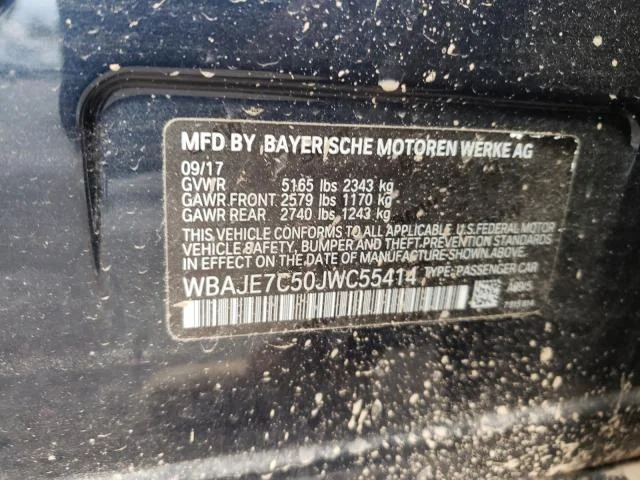 MFD BY BAYERISCHE MOTOREN WERKE AG
09/17
GVWR 5165 lbs 2343 kg
GAWR FRONT 2579 lbs 1170 kg
GAWR REAR 2740 lbs 1243 kg
THIS VEHICLE CONFORMS TO ALL APPLICABLE U.S. FEDERAL MOTOR
VEHICLE SAFETY, BUMPER AND THEFT PREVENTION
STANDARDS IN EFFECT ON THE DATE OF MANUFACTURE SHOWN ABOVE.
WBAJE7C50JWC55414 TYPE: PASSENGER CAR